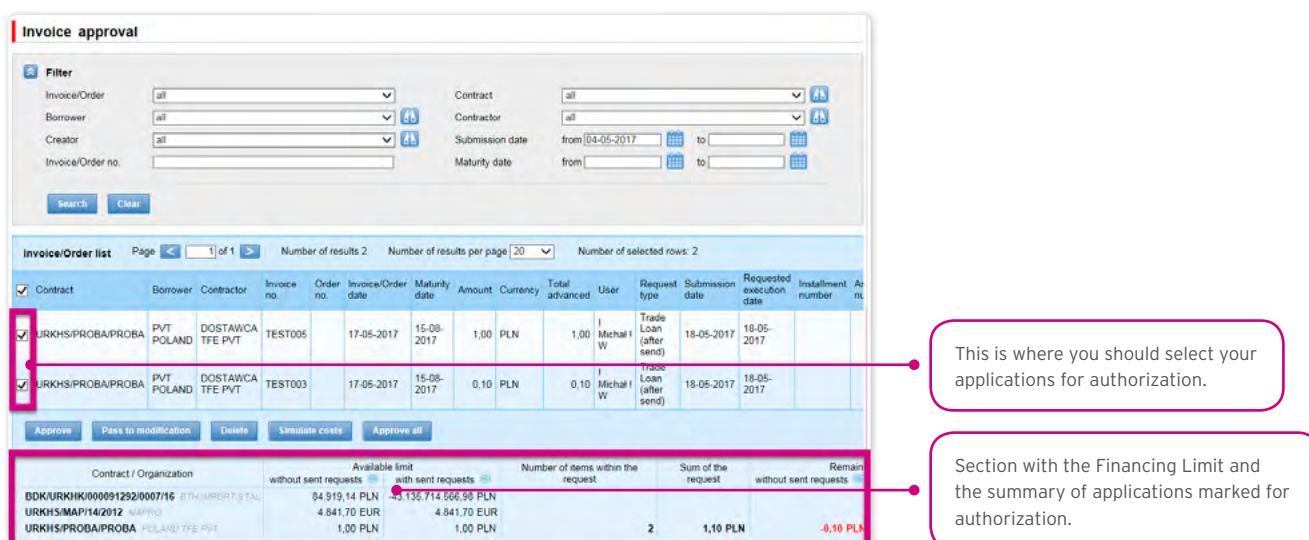 Invoice approval
Filter
Invoice/Order all Contract all
Borrower all Contractor all
Creator all Submission date from 04-05-2017 to
Invoice/Order no. Maturity date from to
Search Clear
Invoice/Order list Page < 1 of 1 > Number of results 2 Number of results per page 20 Number of selected rows: 2
Contract Borrower Contractor Invoice no. Order no. Invoice/Order date Maturity date Amount Currency Total advanced User Request type Submission date Requested execution date Installment number
URKHS/PROBA/PROBA PVT POLAND DOSTAWCA TFE PVT TEST005 17-05-2017 15-08-2017 1,00 PLN 1,00 Michał W Trade Loan (after send) 18-05-2017 18-05-2017
URKHS/PROBA/PROBA PVT POLAND DOSTAWCA TFE PVT TEST003 17-05-2017 15-08-2017 0,10 PLN 0,10 Michał W Trade Loan (after send) 18-05-2017 18-05-2017
Approve Pass to modification Delete Simulate costs Approve all
Contract / Organization Available limit Number of items within the request Sum of the request Remain
without sent requests with sent requests without sent requests
BDK/URKHK/000091292/0007/16 84.919,14 PLN PLN
URKHS/MAP/14/2012 4.841,70 EUR 4.841,70 EUR
URKHS/PROBA/PROBA POLAND TFE PVT 1,00 PLN 1,00 PLN 2 1,10 PLN -0,10 PLN
This is where you should select your
applications for authorization.
Section with the Financing Limit and
the summary of applications marked for
authorization.